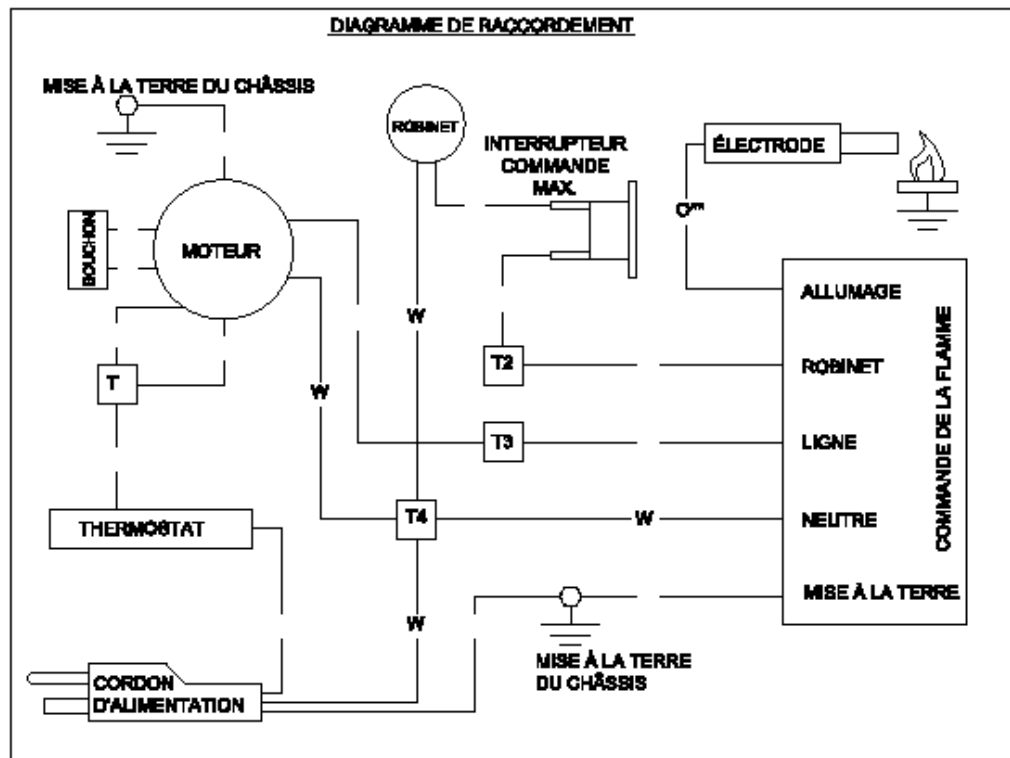 DIAGRAMME DE RACCORDEMENT
MISE À LA TERRE DU CHÂSSIS
ROBINET
INTERRUPTEUR
COMMANDE
MAX.
ÉLECTRODE
BOUCHON
MOTEUR
W
ALLUMAGE
T
T2
ROBINET
W
T3
LIGNE
COMMANDE DE LA FLAMME
THERMOSTAT
T4
W
NEUTRE
MISE À LA TERRE
W
MISE À LA TERRE
DU CHÂSSIS
CORDON
D'ALIMENTATION